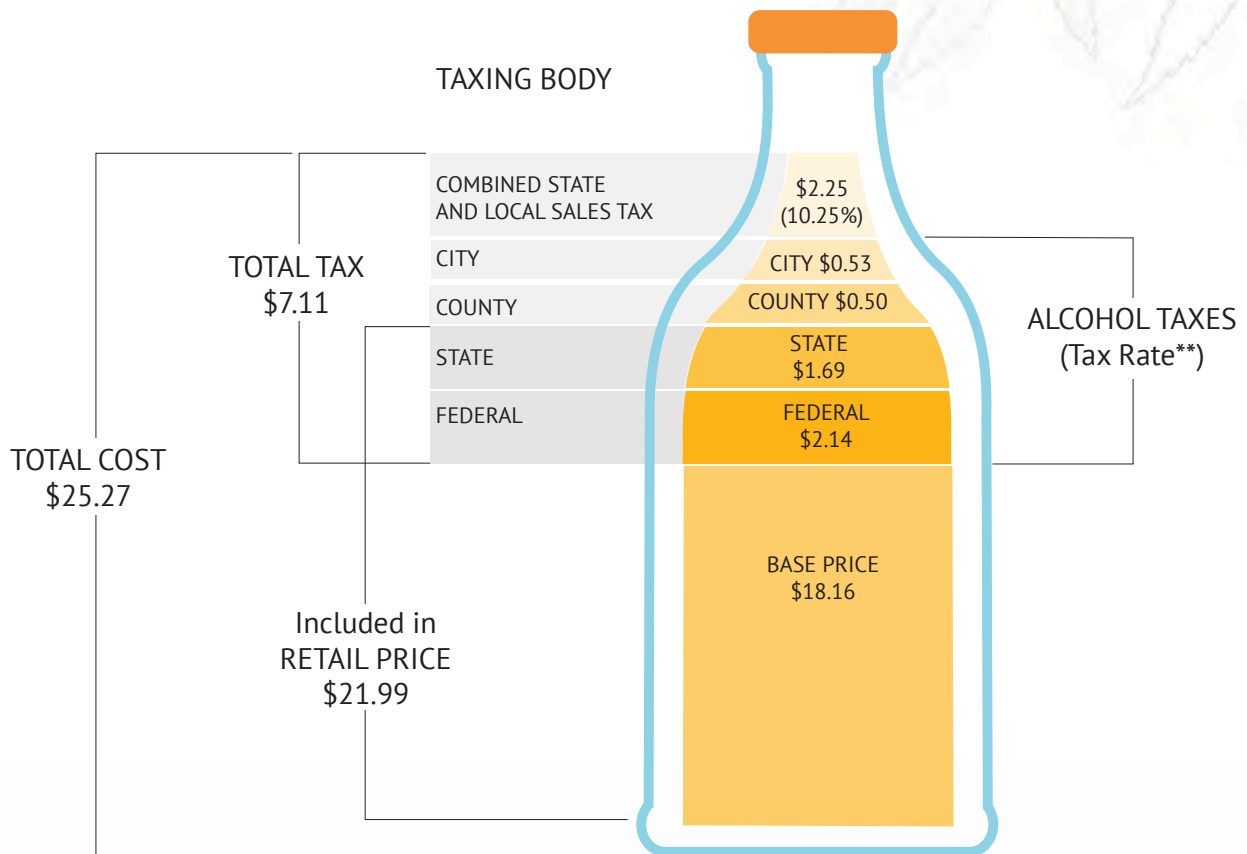 TAXING BODY
COMBINED STATE
AND LOCAL SALES TAX
$2.25
(10.25%)
CITY
CITY $0.53
COUNTY
COUNTY $0.50
STATE
STATE
$1.69
FEDERAL
FEDERAL
$2.14
BASE PRICE
$18.16
TOTAL TAX
$7.11
ALCOHOL TAXES
(Tax Rate**)
TOTAL COST
$25.27
Included in
RETAIL PRICE
$21.99